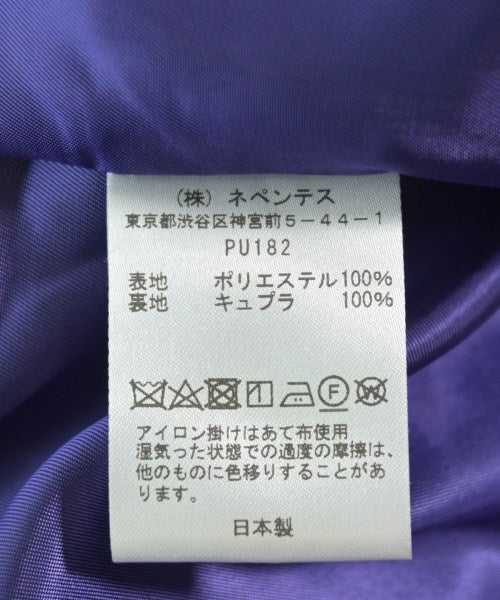 （株）ネペンテス
東京都渋谷区神宮前５－４４－１
PU182
表地　ポリエステル100%
裏地　キュプラ　100%
F W
アイロン掛けはあて布使用
湿気った状態での過度の摩擦は、
他のものに色移りすることがあ
ります。
日本製